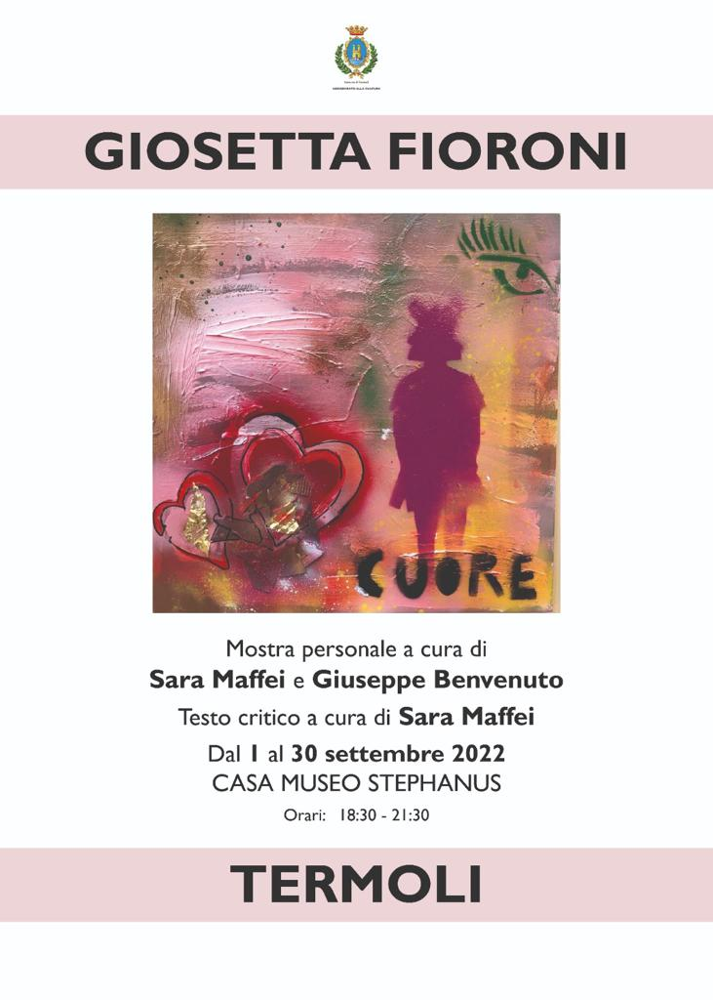 ASSESSORATO ALLA CULTURA
GIOSETTA FIORONI
CUORE
Mostra personale a cura di
Sara Maffei e Giuseppe Benvenuto
Testo critico a cura di Sara Maffei
Dal 1 al 30 settembre 2022
CASA MUSEO STEPHANUS
Orari: 18:30 - 21:30
TERMOLI